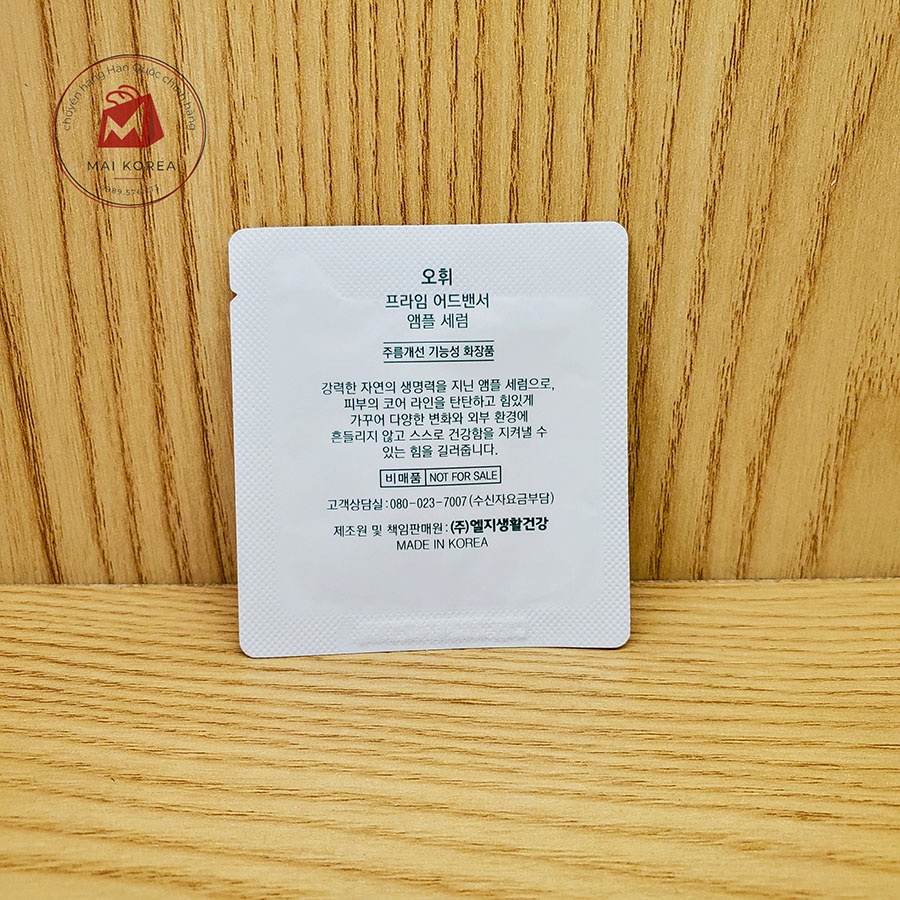 chuyên hàng Hàn Quốc chính hãng
MAI KOREA
오휘
프라임 어드밴서
앰플 세럼
주름개선 기능성 화장품
강력한 자연의 생명력을 지닌 앰플 세럼으로,
피부의 코어 라인을 탄탄하고 힘있게
가꾸어 다양한 변화와 외부 환경에
흔들리지 않고 스스로 건강함을 지켜낼 수
있는 힘을 길러줍니다.
비매품 NOT FOR SALE
고객상담실 : 080-023-7007 (수신자요금부담)
제조원 및 책임판매원 : (주)엘지생활건강
MADE IN KOREA